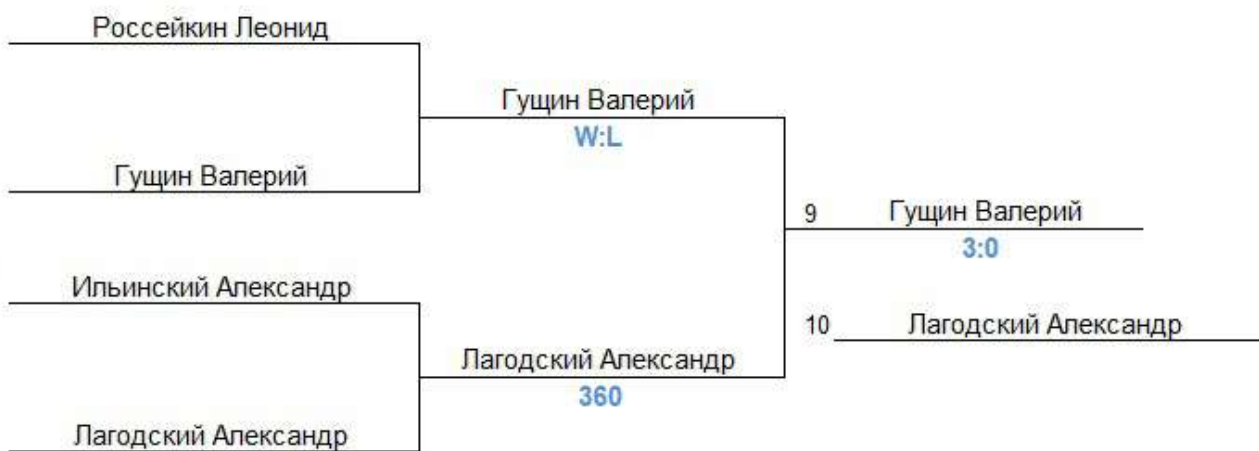 Россейкин Леонид
Гущин Валерий
W:L
Гущин Валерий
9 Гущин Валерий
3:0
Ильинский Александр
10 Лагодский Александр
Лагодский Александр
360
Лагодский Александр